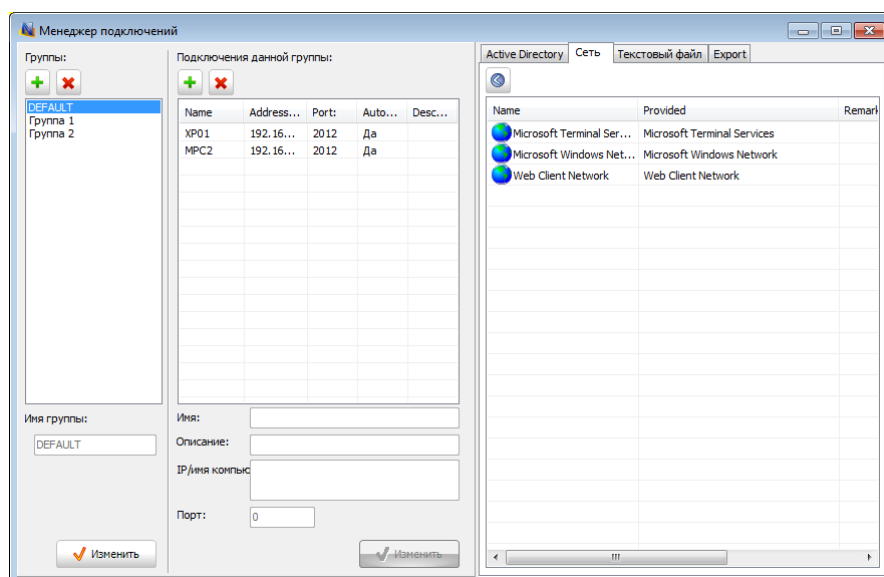 Менеджер подключений
Группы:
DEFAULT
Группа 1
Группа 2
Имя группы:
DEFAULT
Изменить
Подключения данной группы:
Name Address... Port: Auto... Desc...
XP01 192.16... 2012 Да
MPC2 192.16... 2012 Да
Имя:
Описание:
IP/имя компью
Порт:
0
Изменить
Active Directory Сеть Текстовый файл Export
Name Provided Remark
Microsoft Terminal Ser... Microsoft Terminal Services
Microsoft Windows Net... Microsoft Windows Network
Web Client Network Web Client Network